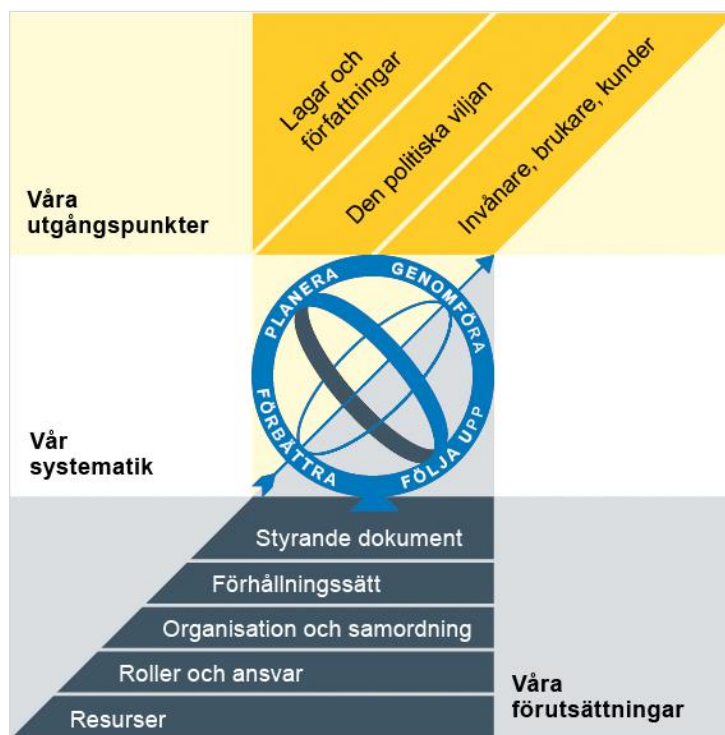 Lagar och
författningar
Den politiska viljan
Invånare, brukare, kunder
Våra
utgångspunkter
PLANERA
GENOMFÖRA
FÖRBÄTTRA
FÖLJA UPP
Vår
systematik
Styrande dokument
Förhållningssätt
Organisation och samordning
Roller och ansvar
Resurser
Våra
förutsättningar